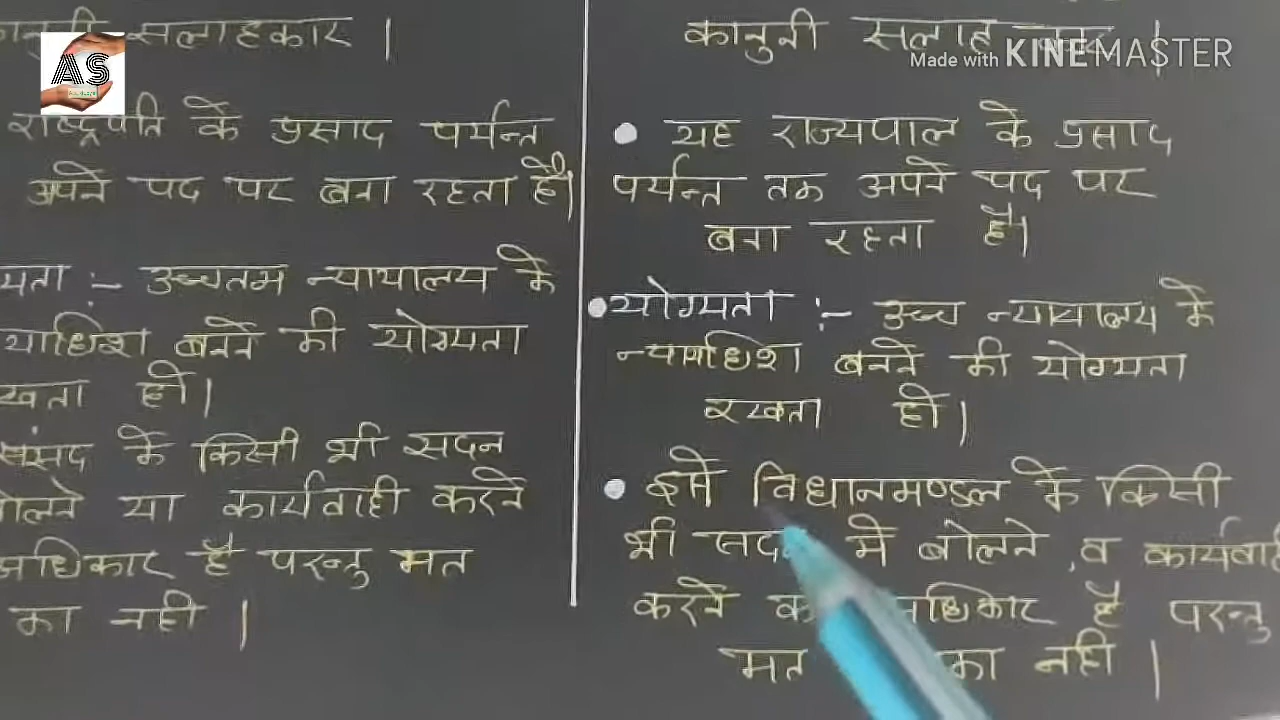 सलाहकार |
राष्ट्रपति के प्रसाद पर्यन्त
अपने पद पर बना रहता है|
:- उच्चतम न्यायालय के
बनने की योग्यता
हो|
संसद के किसी भी सदन
या कार्यवाही करने
अधिकार है परन्तु मत
का नही |
कानुनी सलाह |
• यह राज्यपाल के प्रसाद
पर्यन्त तक अपने पद पर
बना रहता है|
• योग्यता :- उच्च न्यायालय के
न्यायधिश बनने की योग्यता
रखता हो|
• इसे विधानमण्डल के किसी
भी में बोलने, व
करने है परन्तु
मत का नही |
AS
Made with KINEMASTER